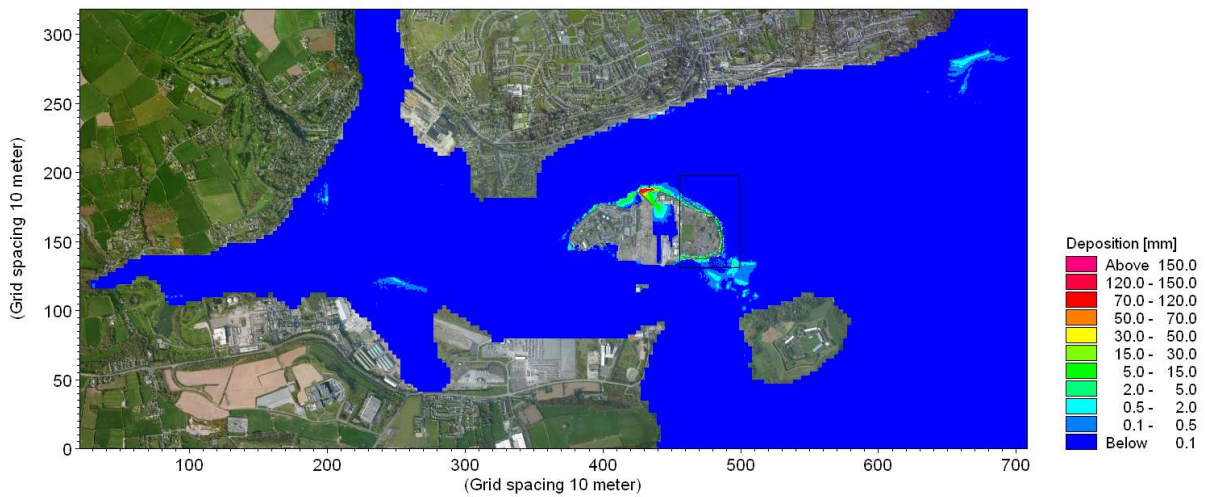 300
250
200
150
100
50
0
(Grid spacing 10 meter)
100 200 300 400 500 600 700
(Grid spacing 10 meter)
Deposition [mm]
Above 150.0
120.0 - 150.0
70.0 - 120.0
50.0 - 70.0
30.0 - 50.0
15.0 - 30.0
5.0 - 15.0
2.0 - 5.0
0.5 - 2.0
0.1 - 0.5
Below 0.1